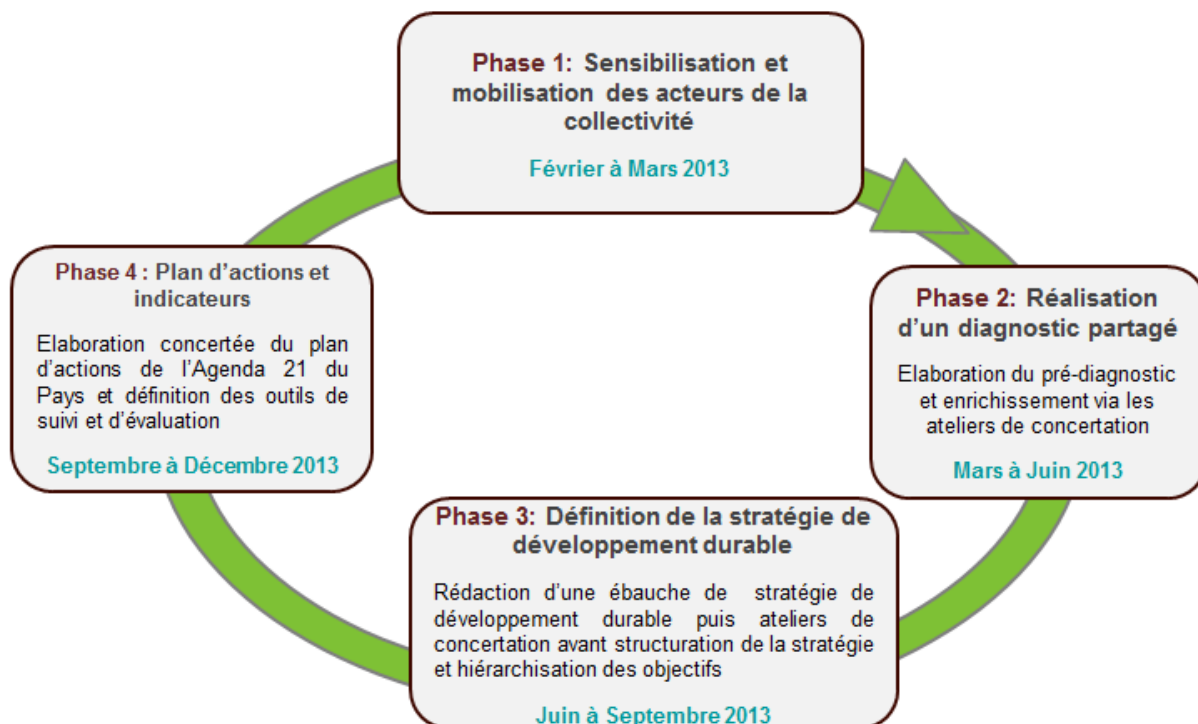 Phase 1: Sensibilisation et
mobilisation des acteurs de la
collectivité
Février à Mars 2013
Phase 2: Réalisation
d'un diagnostic partagé
Elaboration du pré-diagnostic
et enrichissement via les
ateliers de concertation
Mars à Juin 2013
Phase 3: Définition de la stratégie de
développement durable
Rédaction d'une ébauche de stratégie de
développement durable puis ateliers de
concertation avant structuration de la stratégie
et hiérarchisation des objectifs
Juin à Septembre 2013
Phase 4 : Plan d'actions et
indicateurs
Elaboration concertée du plan
d'actions de l'Agenda 21 du
Pays et définition des outils de
suivi et d'évaluation
Septembre à Décembre 2013